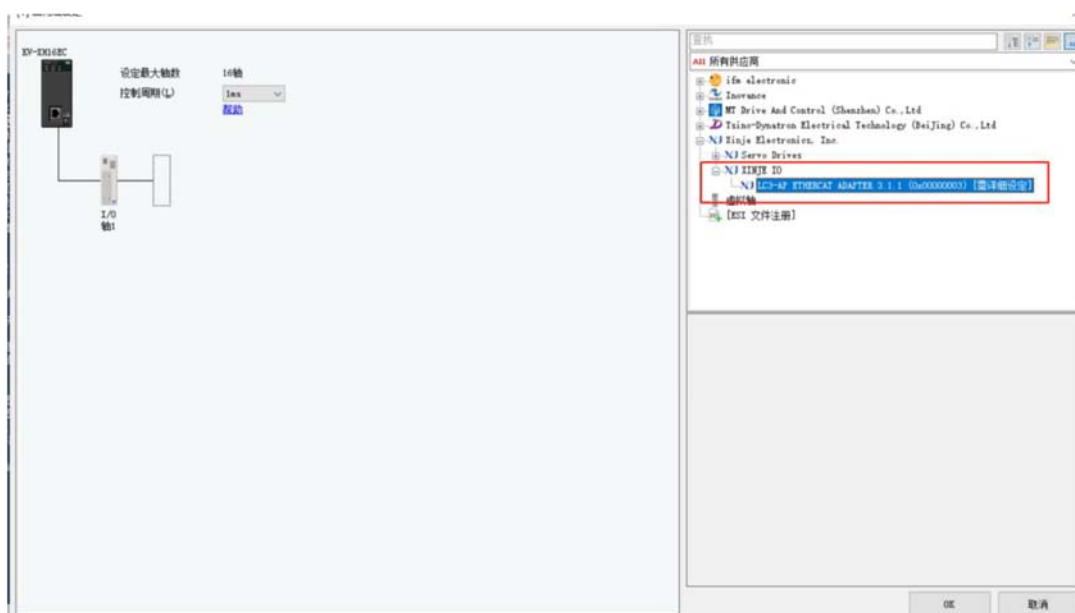 KV-XH16EC
设定最大轴数 16轴
控制周期(L) 1ms
帮助
I/O
轴1
查找
All 所有供应商
ifm electronic
Inovance
MT Drive And Control (Shenzhen) Co.,Ltd
Tsino-Dynatron Electrical Technology (BeiJing) Co.,Ltd
Xinje Electronics, Inc.
Servo Drives
XINJE IO
LC3-AP ETHERCAT ADAPTER 3.1.1 (0x00000003) [需详细设定]
虚拟轴
[ESI 文件注册]
OK 取消